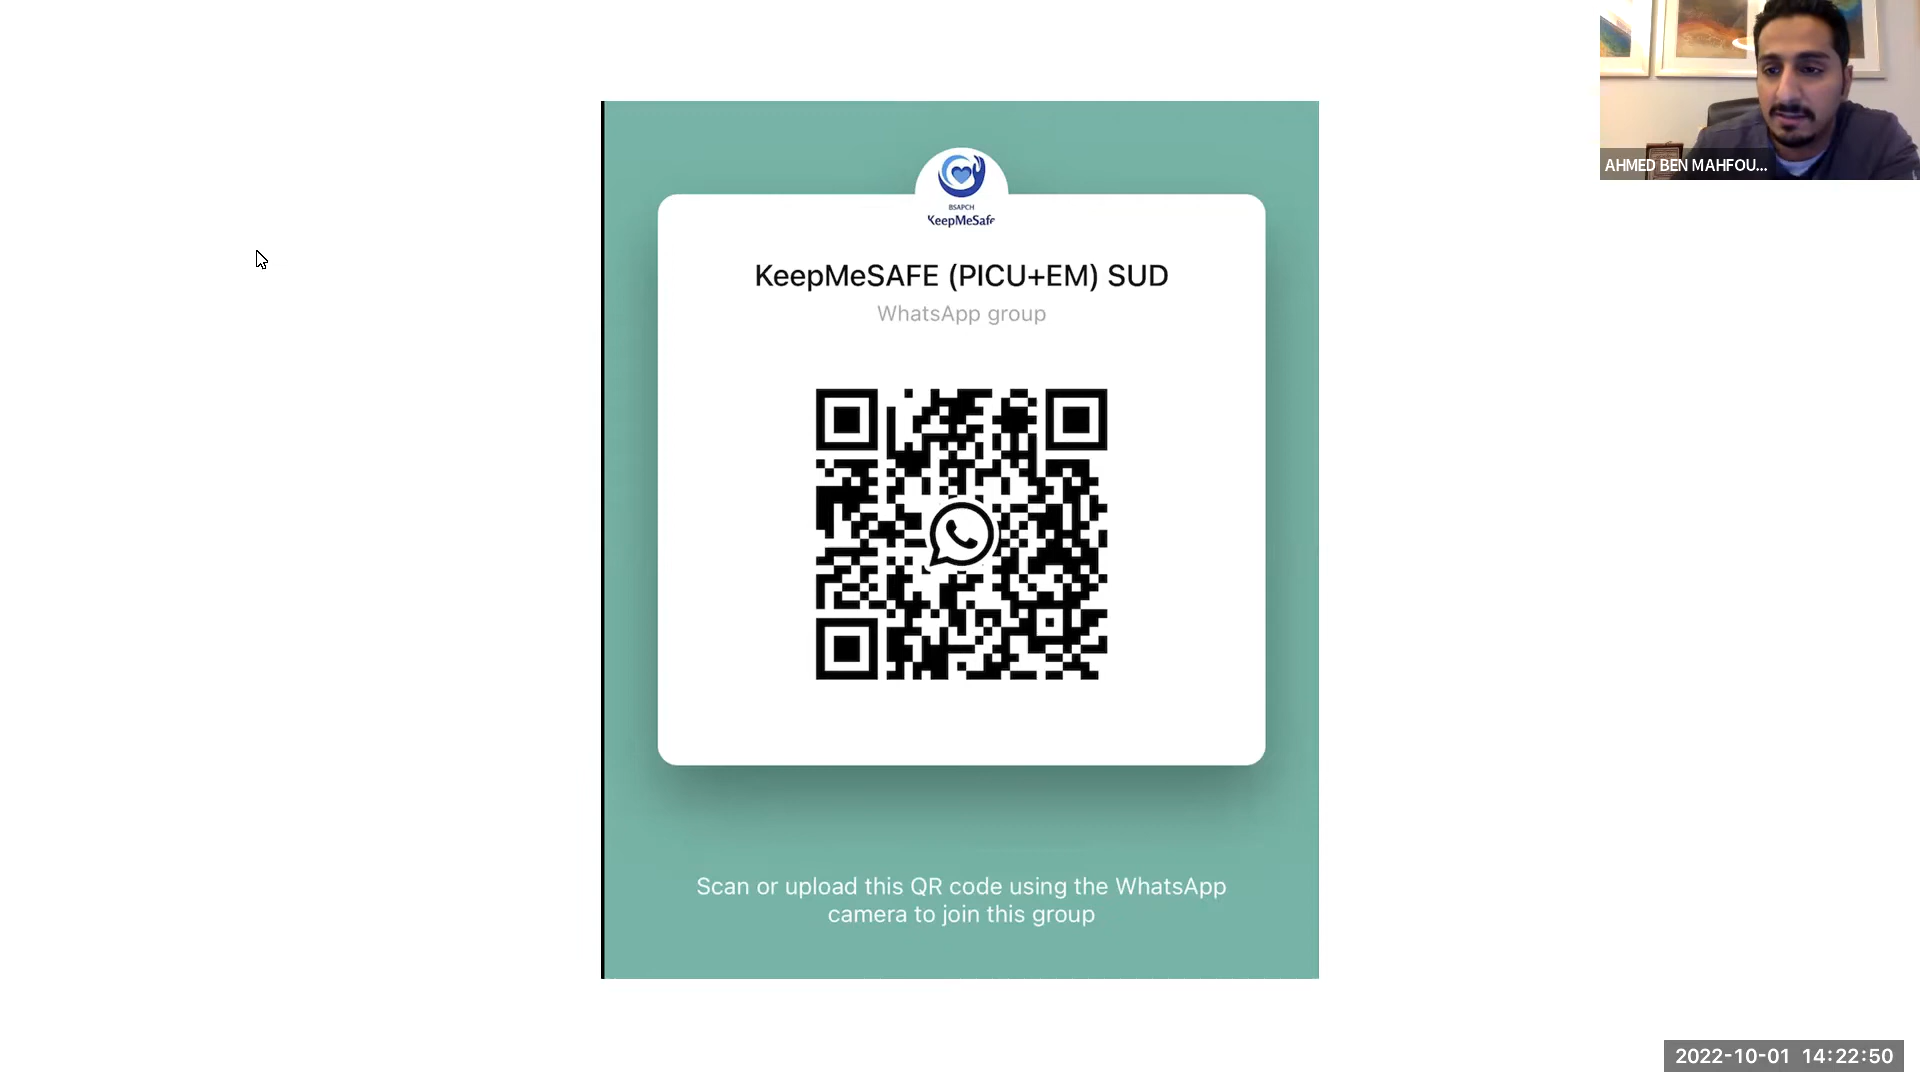 AHMED BEN MAHFOU...
BSAPCH
KeepMeSafe
KeepMeSAFE (PICU+EM) SUD
WhatsApp group
Scan or upload this QR code using the WhatsApp
camera to join this group
2022-10-01 14:22:50